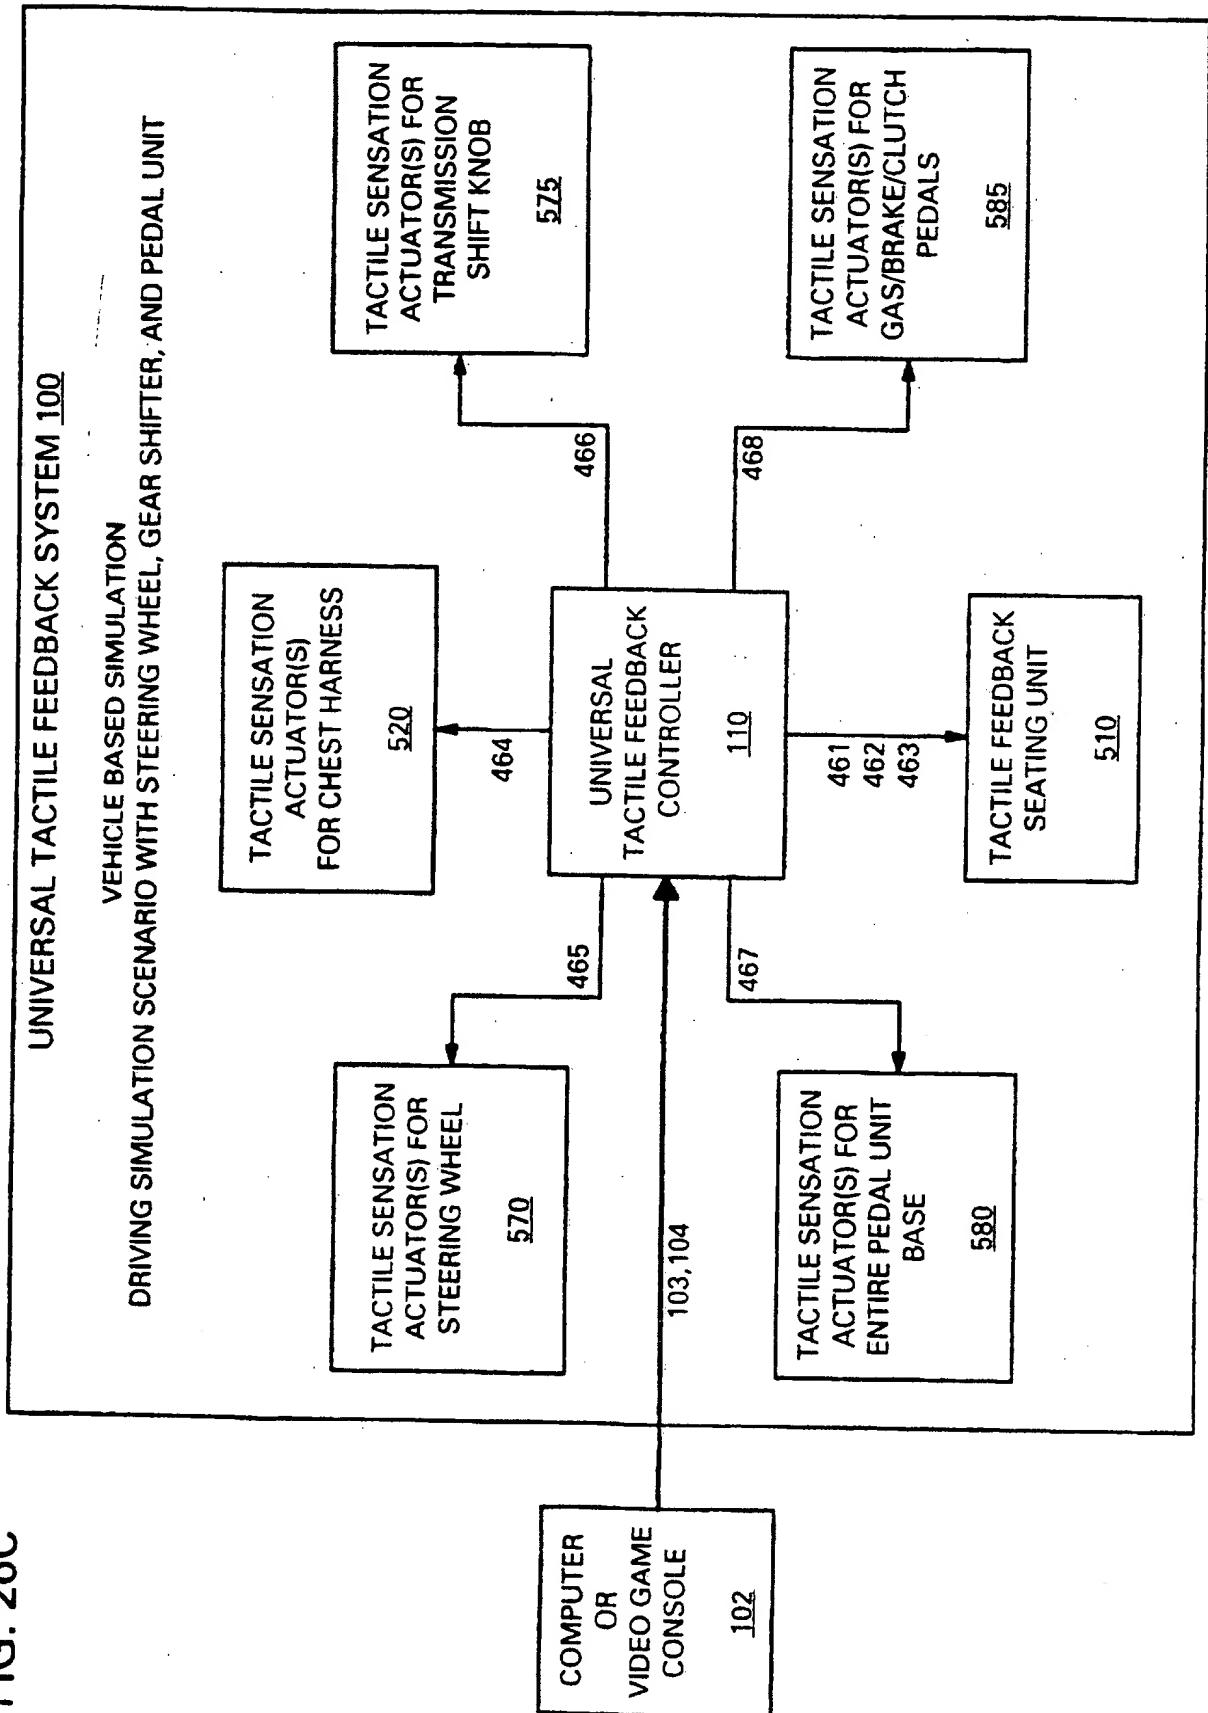 FIG. 26C
UNIVERSAL TACTILE FEEDBACK SYSTEM 100
VEHICLE BASED SIMULATION
DRIVING SIMULATION SCENARIO WITH STEERING WHEEL, GEAR SHIFTER, AND PEDAL UNIT
TACTILE SENSATION
ACTUATOR(S) FOR
STEERING WHEEL
570
TACTILE SENSATION
ACTUATOR(S)
FOR CHEST HARNESS
520
TACTILE SENSATION
ACTUATOR(S) FOR
TRANSMISSION
SHIFT KNOB
575
465
464
466
COMPUTER
OR
VIDEO GAME
CONSOLE
102
103, 104
UNIVERSAL
TACTILE FEEDBACK
CONTROLLER
110
467
461
462
463
468
TACTILE SENSATION
ACTUATOR(S) FOR
ENTIRE PEDAL UNIT
BASE
580
TACTILE FEEDBACK
SEATING UNIT
510
TACTILE SENSATION
ACTUATOR(S) FOR
GAS/BRAKE/CLUTCH
PEDALS
585